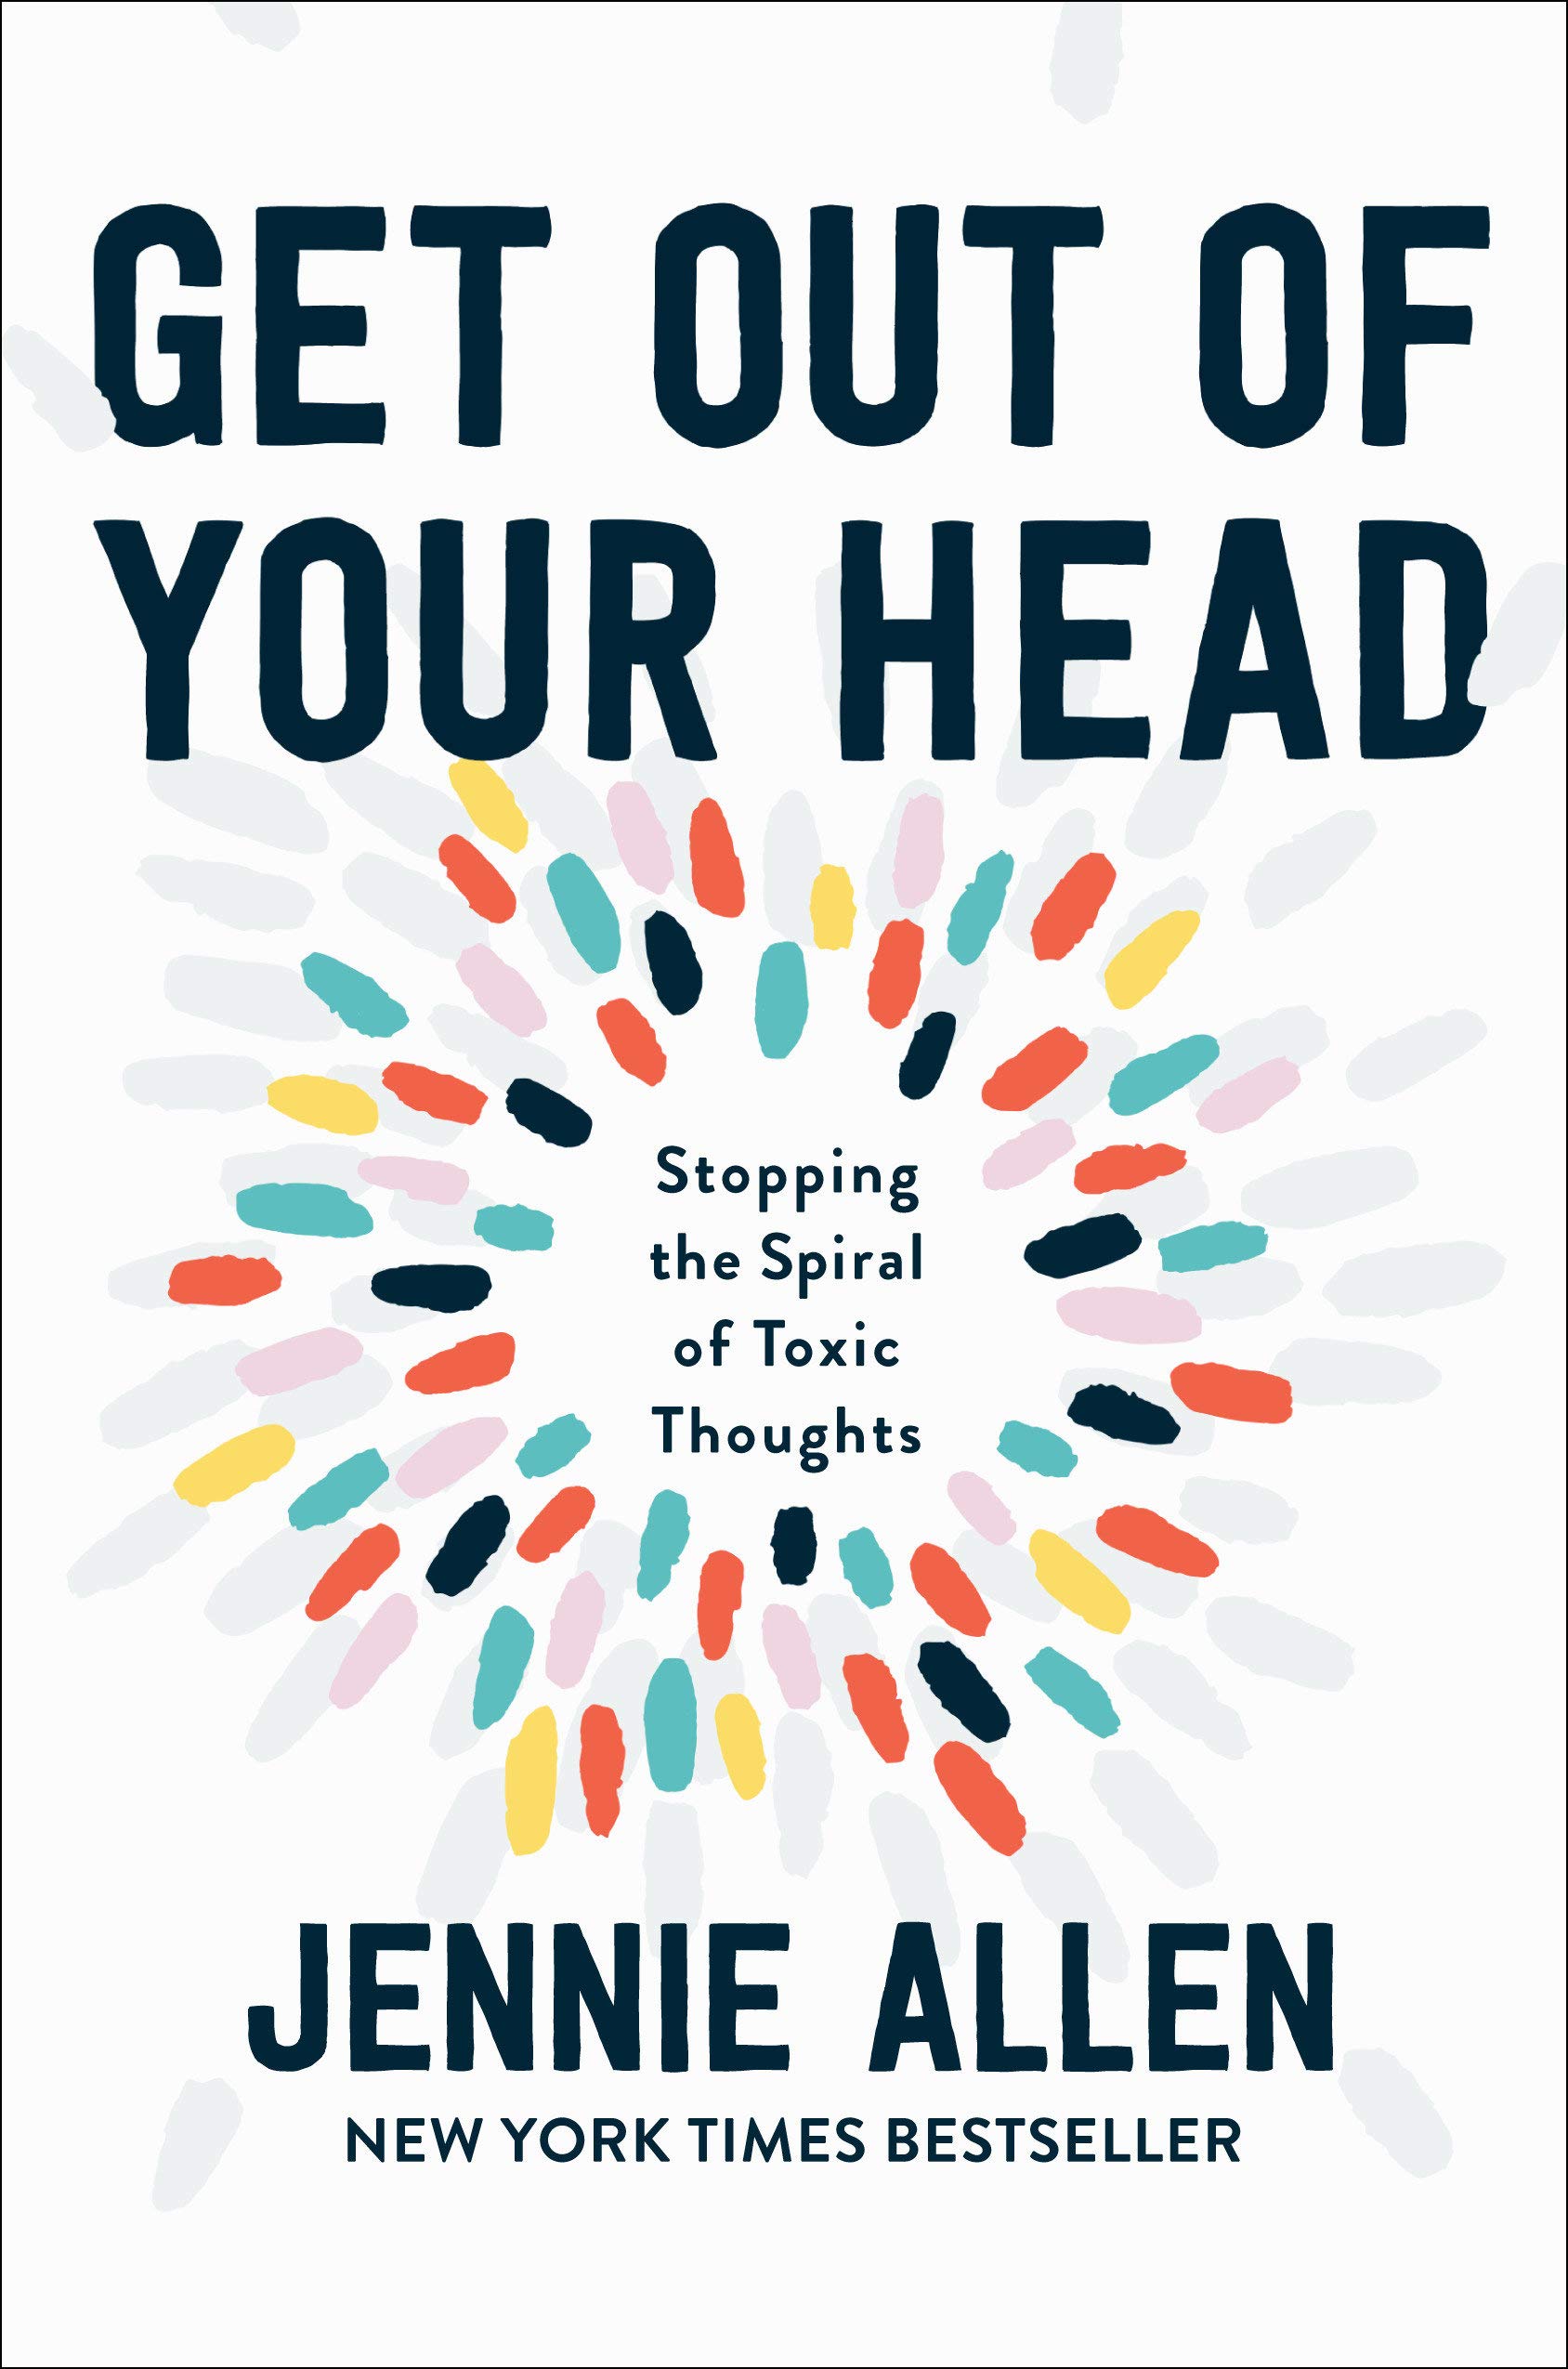 GET OUT OF
YOUR HEAD
Stopping
the Spiral
of Toxic
Thoughts
JENNIE ALLEN
NEW YORK TIMES BESTSELLER